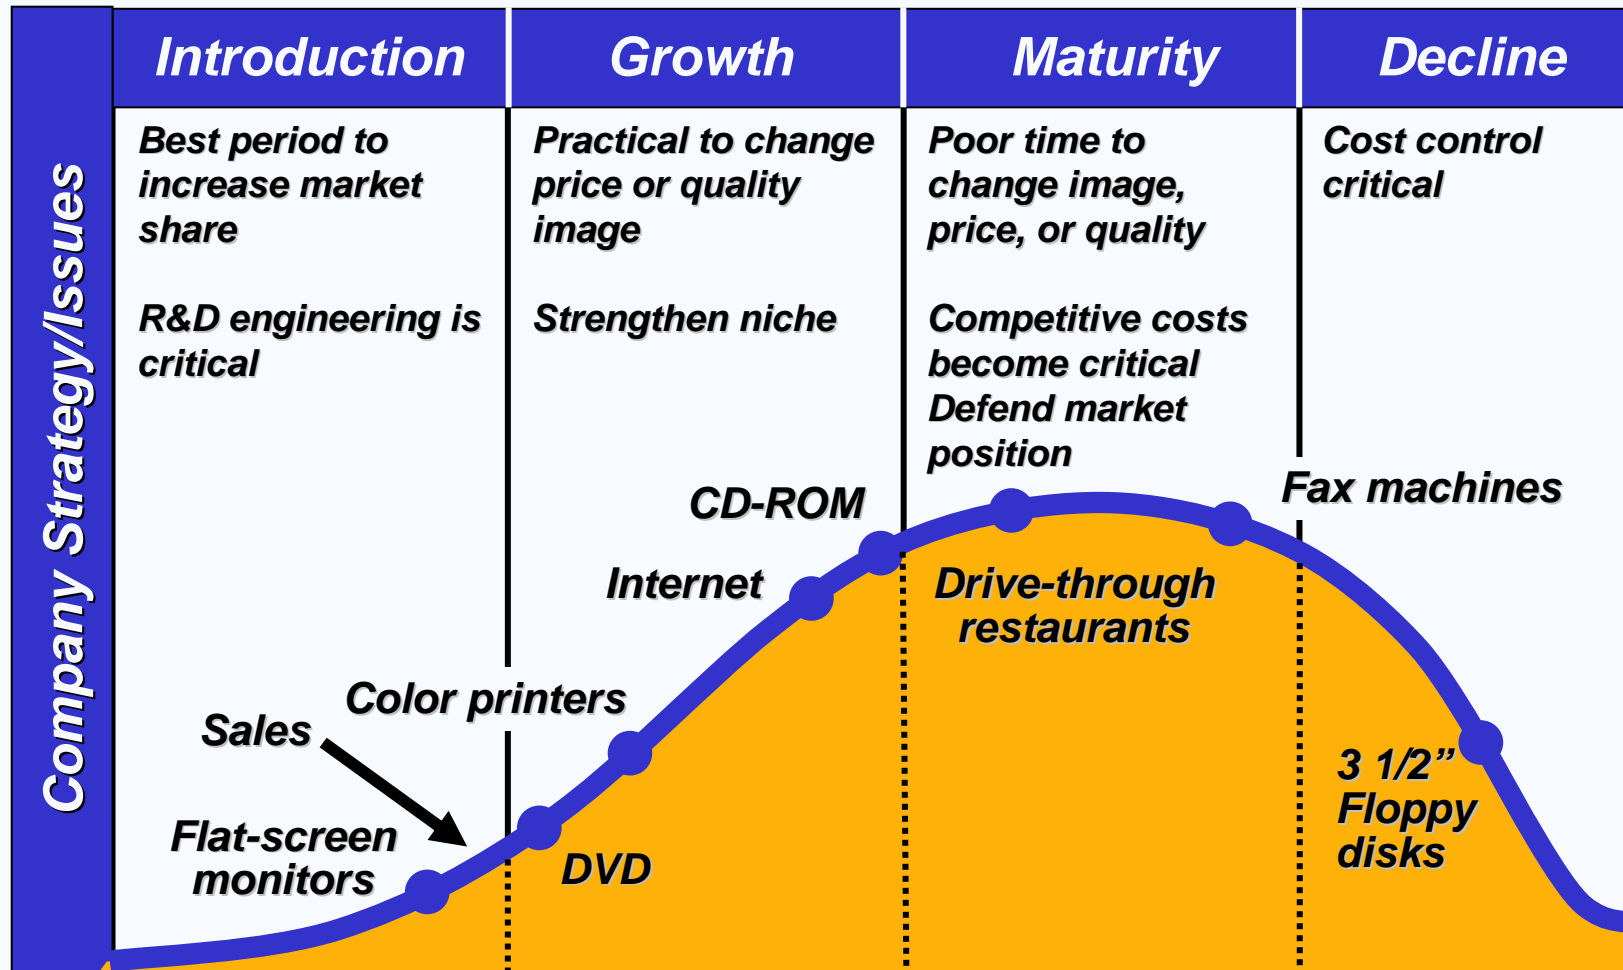 Company Strategy/Issues
Introduction
Growth
Maturity
Decline
Best period to
increase market
share
R&D engineering is
critical
Practical to change
price or quality
image
Strengthen niche
Poor time to
change image,
price, or quality
Competitive costs
become critical
Defend market
position
Cost control
critical
Fax machines
CD-ROM
Internet
Drive-through
restaurants
Color printers
Sales
3 1/2”
Floppy
disks
Flat-screen
monitors
DVD